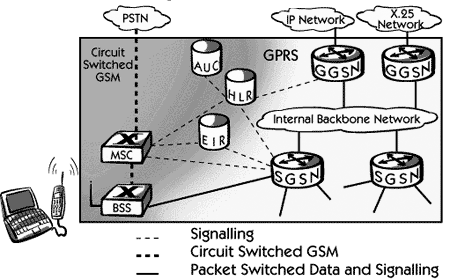 PSTN
IP Network
X.25 Network
Circuit
Switched
GSM
AuC
GPRS
GGSN
GGSN
HLR
EIR
Internal Backbone Network
MSC
SGSN
SGSN
BSS
Signalling
Circuit Switched GSM
Packet Switched Data and Signalling